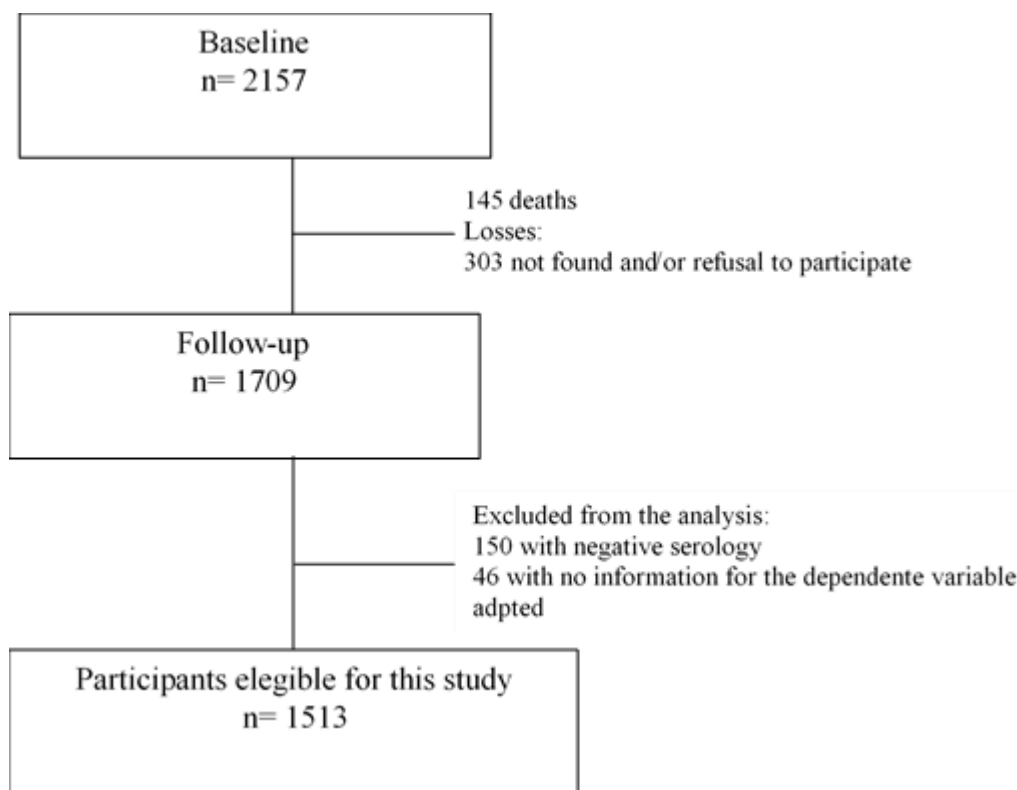 Baseline
n= 2157
145 deaths
Losses:
303 not found and/or refusal to participate
Follow-up
n= 1709
Excluded from the analysis:
150 with negative serology
46 with no information for the dependente variable
adpted
Participants elegible for this study
n= 1513